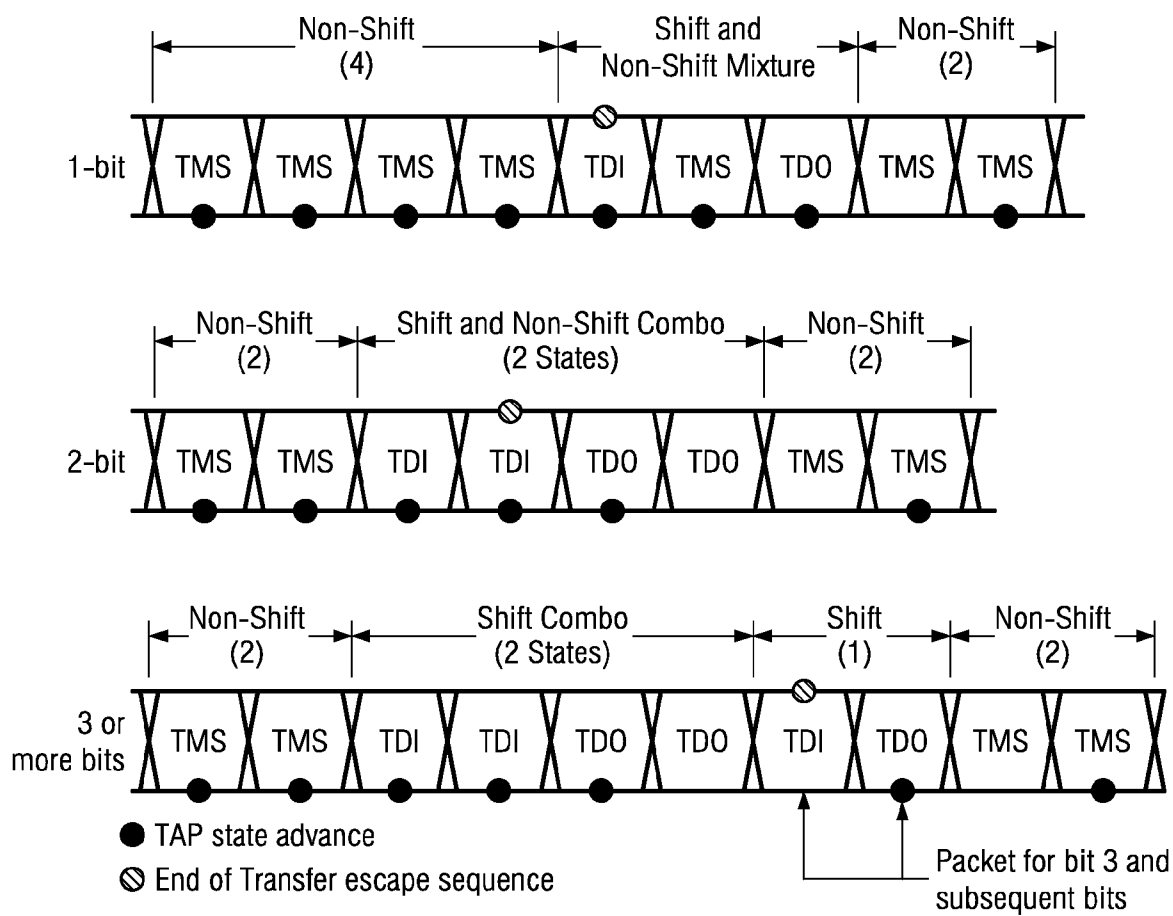 Non-Shift
(4)
Shift and
Non-Shift Mixture
Non-Shift
(2)
1-bit TMS TMS TMS TMS TDI TMS TDO TMS TMS
Non-Shift
(2)
Shift and Non-Shift Combo
(2 States)
Non-Shift
(2)
2-bit TMS TMS TDI TDI TDO TDO TMS TMS
Non-Shift
(2)
Shift Combo
(2 States)
Shift
(1)
Non-Shift
(2)
3 or
more bits
TMS TMS TDI TDI TDO TDO TDI TDO TMS TMS
TAP state advance
End of Transfer escape sequence
Packet for bit 3 and
subsequent bits